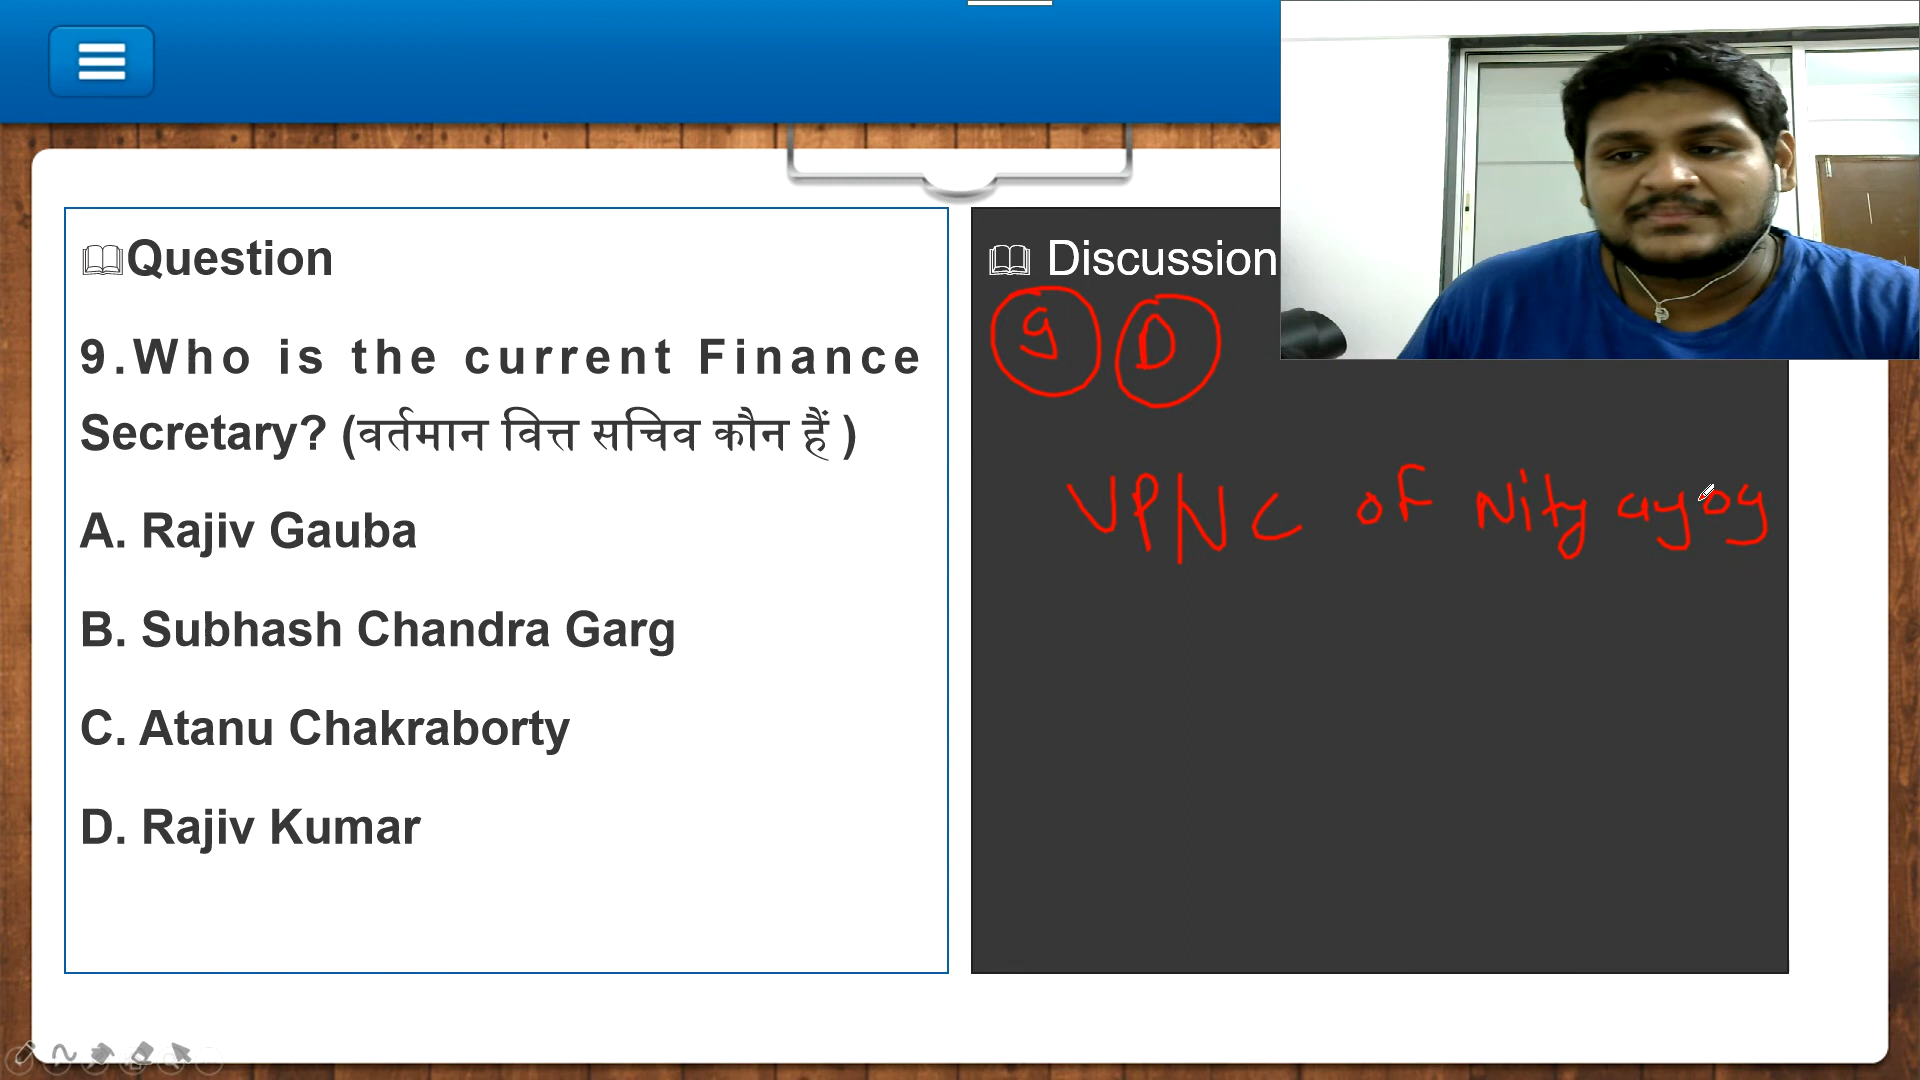 Question
9.Who is the current Finance
Secretary? (वर्तमान वित्त सचिव कौन हैं )
A. Rajiv Gauba
B. Subhash Chandra Garg
C. Atanu Chakraborty
D. Rajiv Kumar
Discussion
9 D
VPNC of Nity ayog